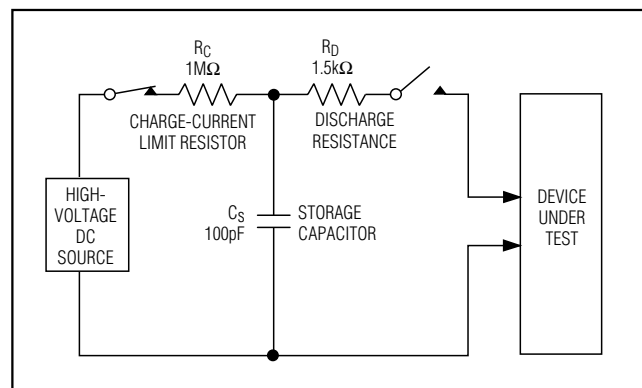 R_C
1MΩ
CHARGE-CURRENT
LIMIT RESISTOR
R_D
1.5kΩ
DISCHARGE
RESISTANCE
HIGH-
VOLTAGE
DC
SOURCE
C_S
100pF
STORAGE
CAPACITOR
DEVICE
UNDER
TEST